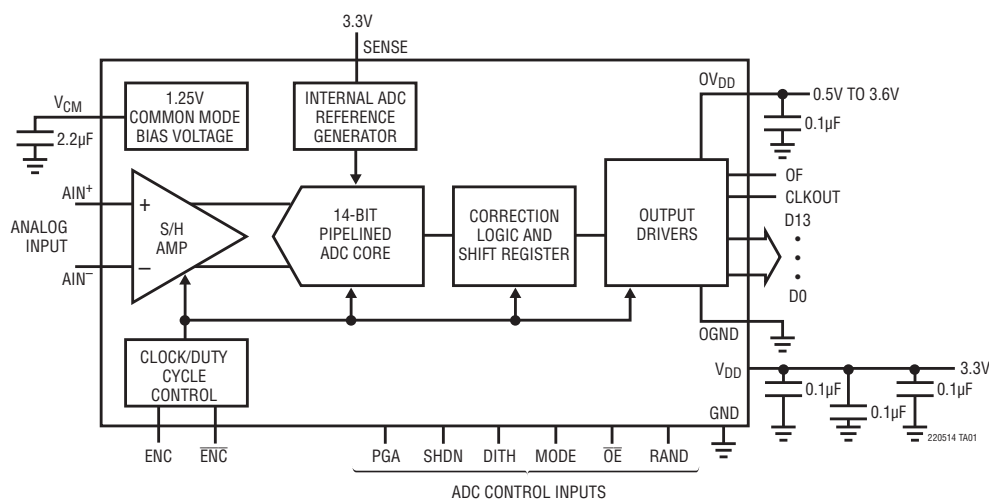 3.3V
SENSE
OVDD
0.5V TO 3.6V
0.1µF
VCM
2.2µF
1.25V
COMMON MODE
BIAS VOLTAGE
INTERNAL ADC
REFERENCE
GENERATOR
AIN+
ANALOG
INPUT
AIN–
+
S/H
AMP
–
14-BIT
PIPELINED
ADC CORE
CORRECTION
LOGIC AND
SHIFT REGISTER
OUTPUT
DRIVERS
OF
CLKOUT
D13
•
•
•
D0
OGND
CLOCK/DUTY
CYCLE
CONTROL
VDD
3.3V
0.1µF
0.1µF
0.1µF
GND
220514 TA01
ENC
E̅N̅C̅
PGA
SHDN
DITH
MODE
O̅E̅
RAND
ADC CONTROL INPUTS